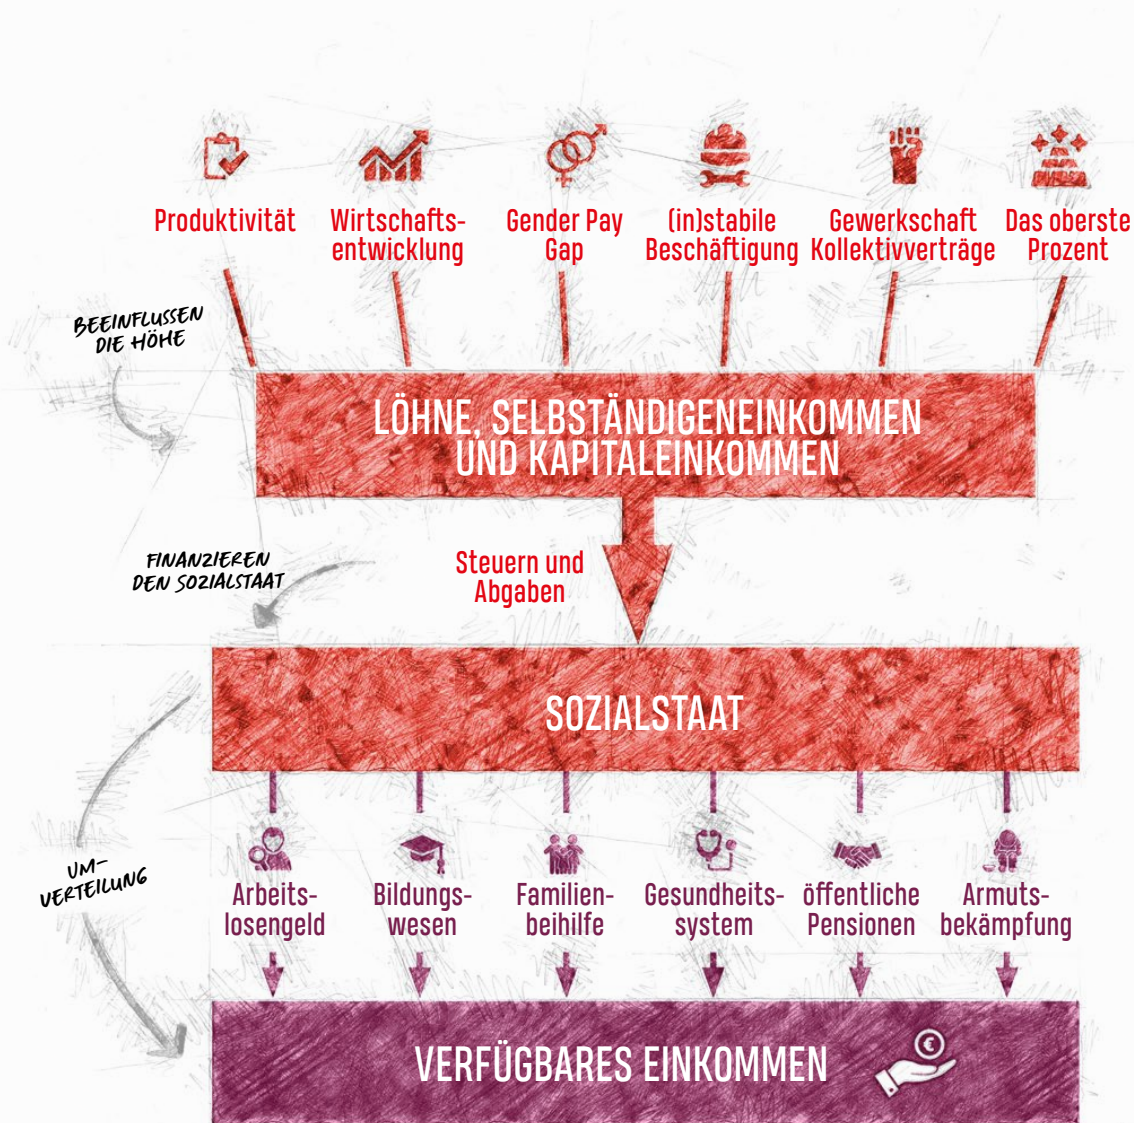 Produktivität
Wirtschafts-
entwicklung
Gender Pay
Gap
(in)stabile
Beschäftigung
Gewerkschaft
Kollektivverträge
Das oberste
Prozent
BEEINFLUSSEN
DIE HÖHE
LÖHNE, SELBSTÄNDIGENEINKOMMEN
UND KAPITALEINKOMMEN
FINANZIEREN
DEN SOZIALSTAAT
Steuern und
Abgaben
SOZIALSTAAT
UM-
VERTEILUNG
Arbeits-
losengeld
Bildungs-
wesen
Familien-
beihilfe
Gesundheits-
system
öffentliche
Pensionen
Armuts-
bekämpfung
VERFÜGBARES EINKOMMEN
€